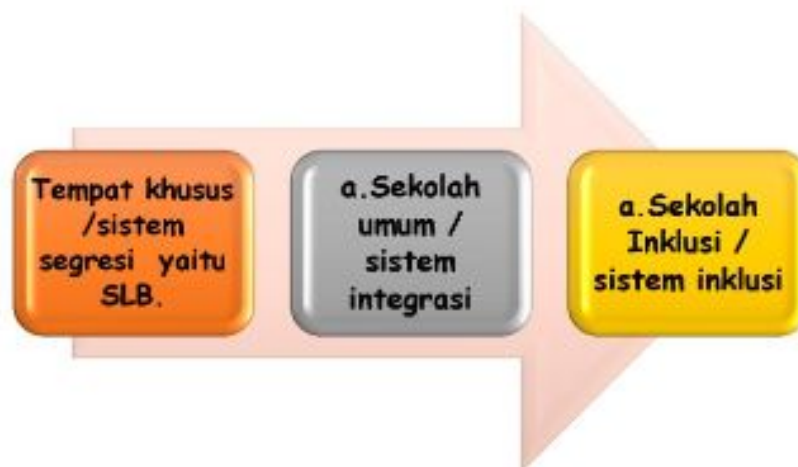 Tempat khusus
/sistem
segresi yaitu
SLB.
a.Sekolah
umum /
sistem
integrasi
a.Sekolah
Inklusi /
sistem inklusi